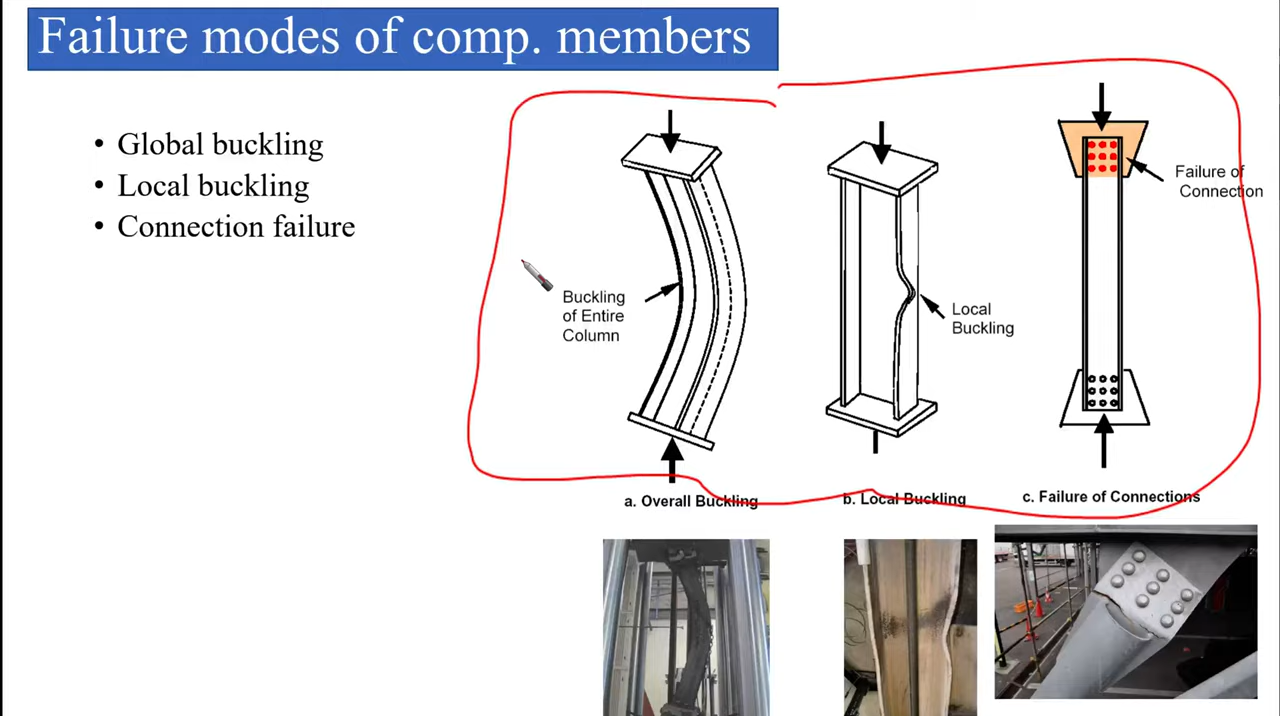 Failure modes of comp. members
• Global buckling
• Local buckling
• Connection failure
Buckling
of Entire
Column
Local
Buckling
Failure of
Connection
a. Overall Buckling
b. Local Buckling
c. Failure of Connections